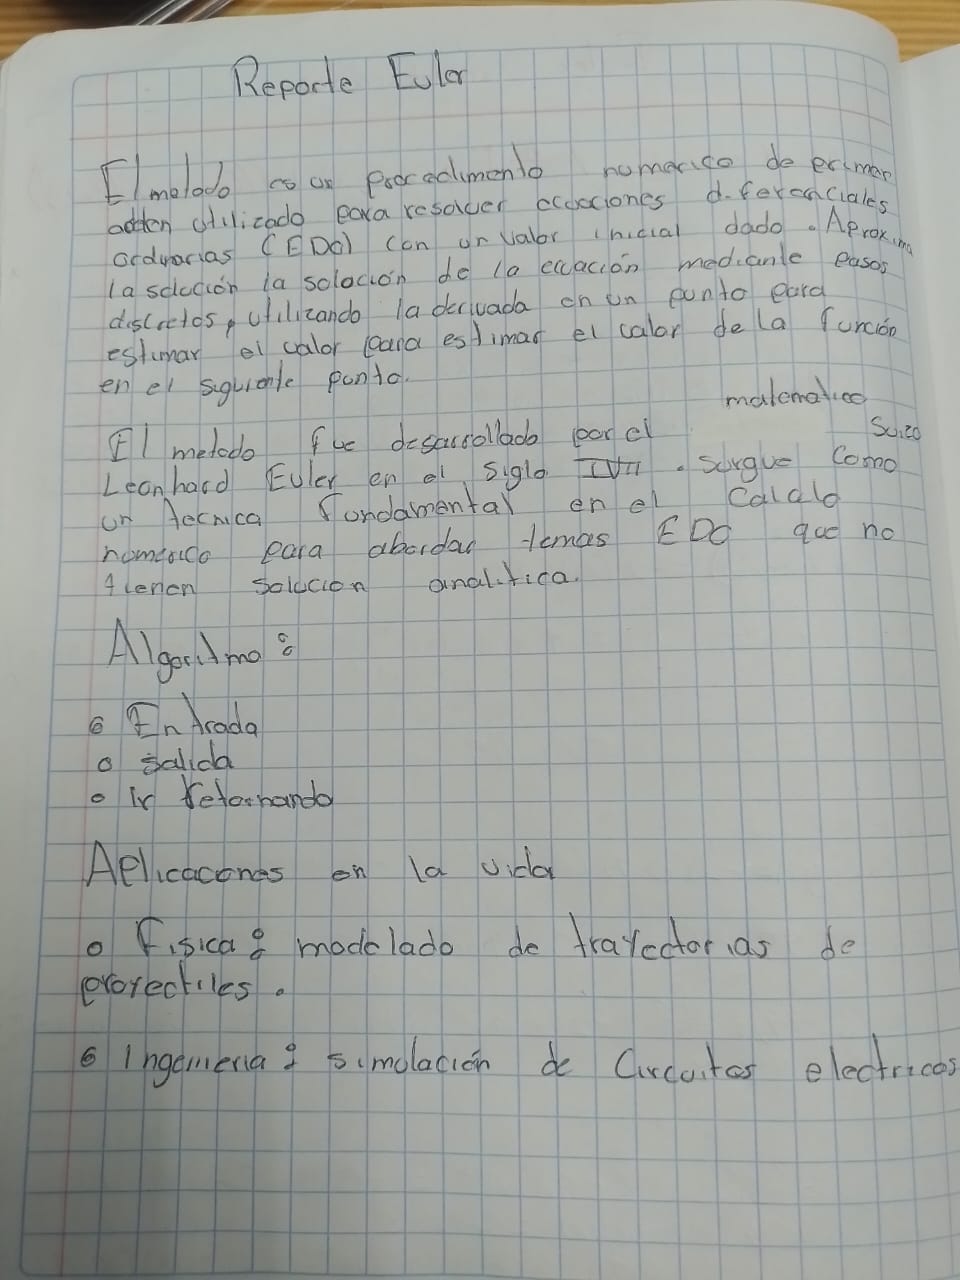 Reporte Euler
El metodo es un procedimento numerico de primer
orden utilizado para resolver ecuaciones diferenciales
ordinarias (EDO) con un valor inicial dado. Aproxima
la solución la solución de la ecuación mediante pasos
discretos, utilizando la derivada en un punto para
estimar el valor para estimar el valor de la función
en el siguiente punto.
El metodo fue desarrollado por el matematico Suizo
Leonhard Euler en el siglo IVII. Surgue como
un tecnica fundamental en el Calculo
numerico para abordar temas EDO que no
tienen solucion analitica.
Algoritmo:
o Entrada
o salida
o Ir retornando
Aplicacones en la vida
o Fisica: modelado de trayectorias de
proyectiles.
o Ingenieria: simulación de Circuitos electricos